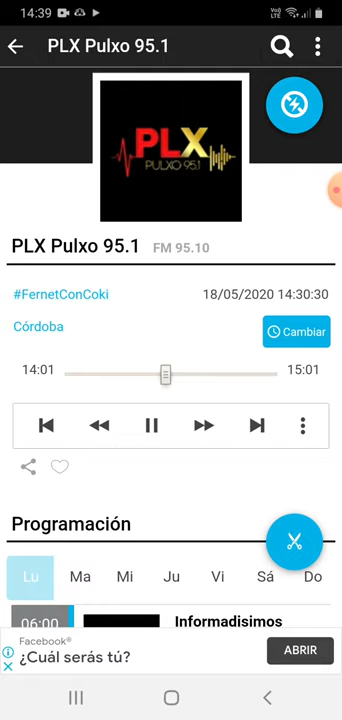 14:39
Vo)) LTE
PLX Pulxo 95.1
PLX
PULXO 95.1
PLX Pulxo 95.1 FM 95.10
#FernetConCoki 18/05/2020 14:30:30
Córdoba Cambiar
14:01 15:01
Programación
Lu Ma Mi Ju Vi Sá Do
06:00 Informadisimos
Facebook®
¿Cuál serás tú?
ABRIR